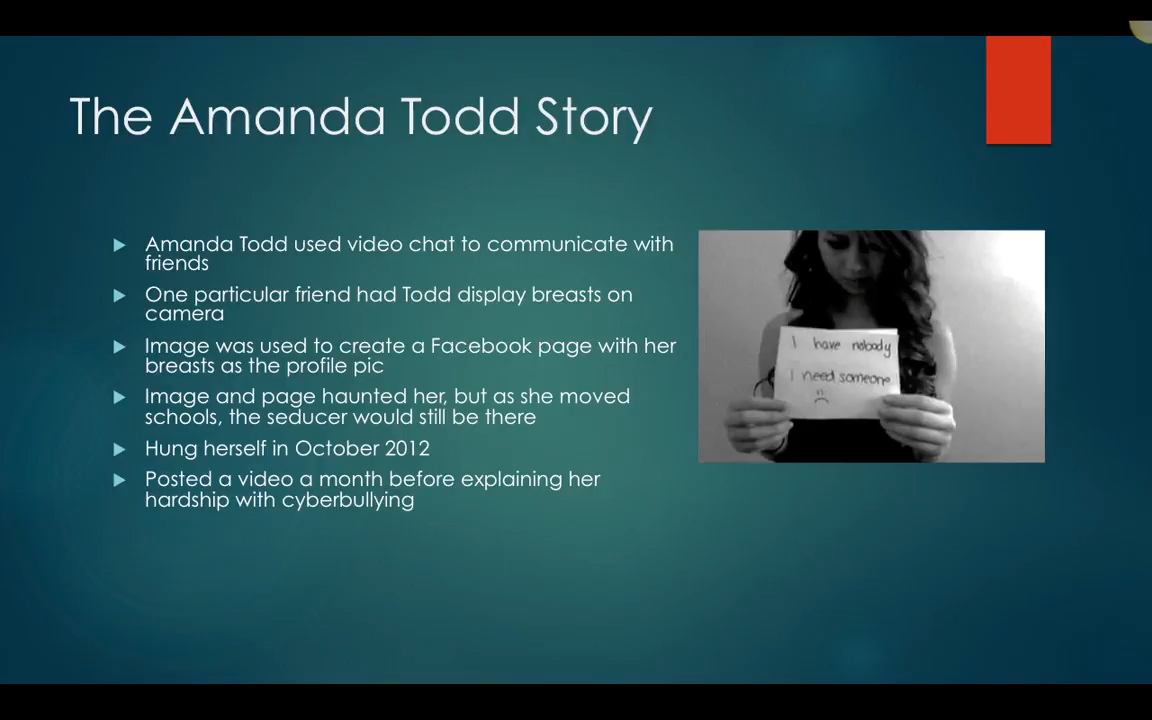 The Amanda Todd Story
Amanda Todd used video chat to communicate with
friends
One particular friend had Todd display breasts on
camera
Image was used to create a Facebook page with her
breasts as the profile pic
Image and page haunted her, but as she moved
schools, the seducer would still be there
Hung herself in October 2012
Posted a video a month before explaining her
hardship with cyberbullying
I have nobody
I need someone